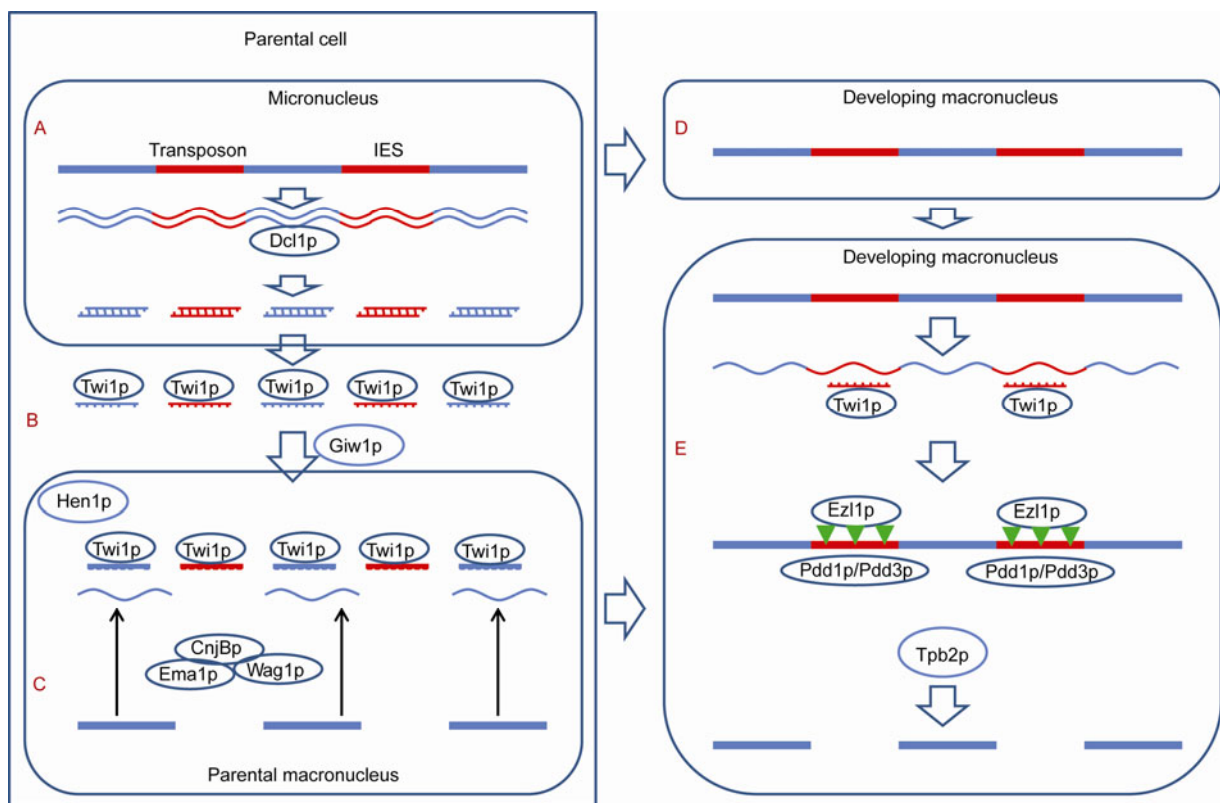 Parental cell
Micronucleus
A
Transposon IES
Dcl1p
Twi1p Twi1p Twi1p Twi1p Twi1p
B
Giw1p
Hen1p
Twi1p Twi1p Twi1p Twi1p Twi1p
CnjBp
Ema1p Wag1p
C
Parental macronucleus
Developing macronucleus
D
Developing macronucleus
Twi1p Twi1p
E
Ezl1p Ezl1p
Pdd1p/Pdd3p Pdd1p/Pdd3p
Tpb2p